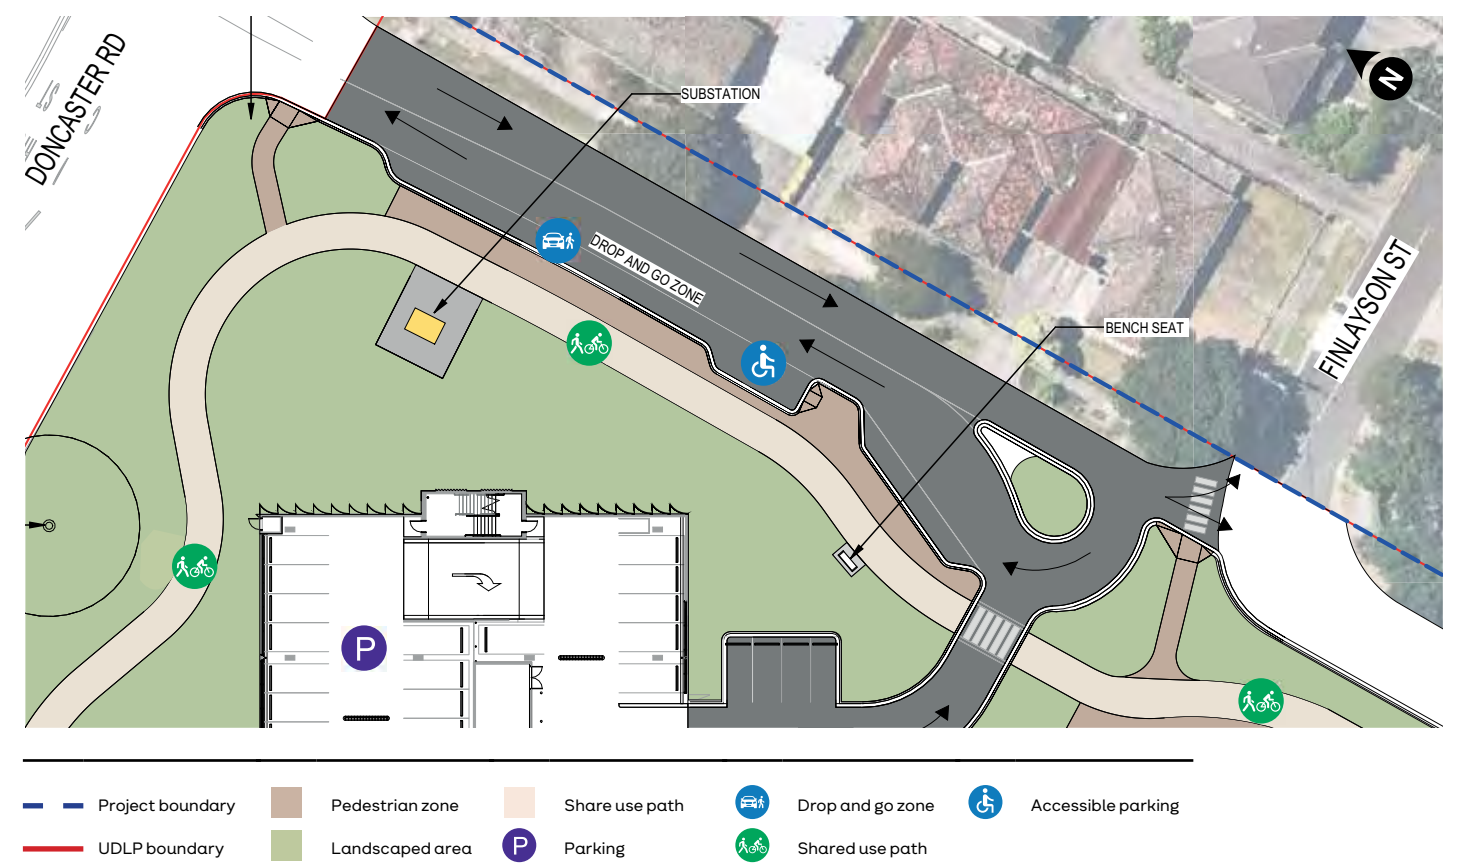 DONCASTER RD
SUBSTATION
N
DROP AND GO ZONE
BENCH SEAT
FINLAYSON ST
P
Project boundary
Pedestrian zone
Share use path
Drop and go zone
Accessible parking
UDLP boundary
Landscaped area
P
Parking
Shared use path